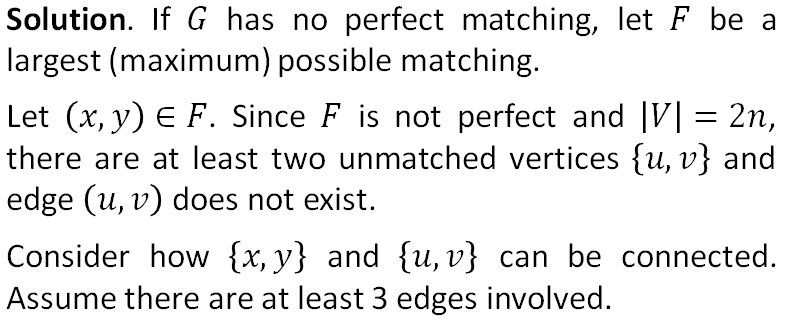 Solution. If G has no perfect matching, let F be a
largest (maximum) possible matching.
Let (x, y) ∈ F. Since F is not perfect and |V| = 2n,
there are at least two unmatched vertices {u, v} and
edge (u, v) does not exist.
Consider how {x, y} and {u, v} can be connected.
Assume there are at least 3 edges involved.